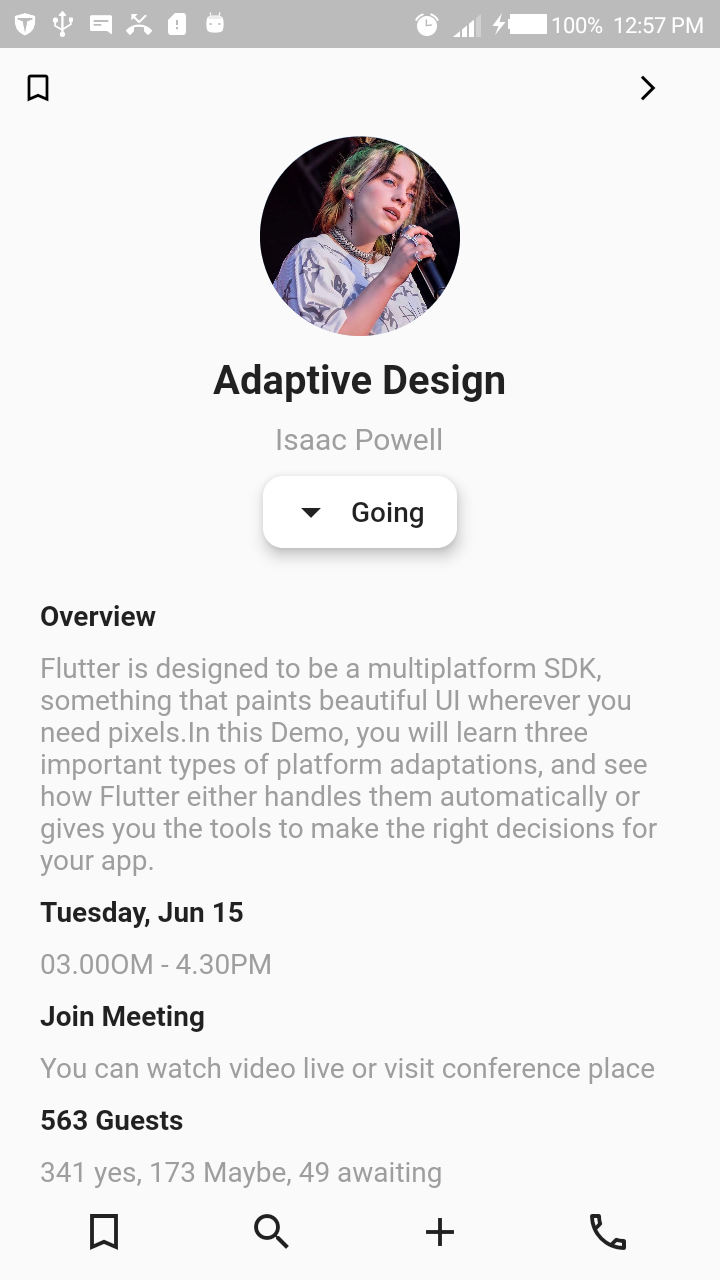 100% 12:57 PM
Adaptive Design
Isaac Powell
Going
Overview
Flutter is designed to be a multiplatform SDK,
something that paints beautiful UI wherever you
need pixels.In this Demo, you will learn three
important types of platform adaptations, and see
how Flutter either handles them automatically or
gives you the tools to make the right decisions for
your app.
Tuesday, Jun 15
03.00OM - 4.30PM
Join Meeting
You can watch video live or visit conference place
563 Guests
341 yes, 173 Maybe, 49 awaiting